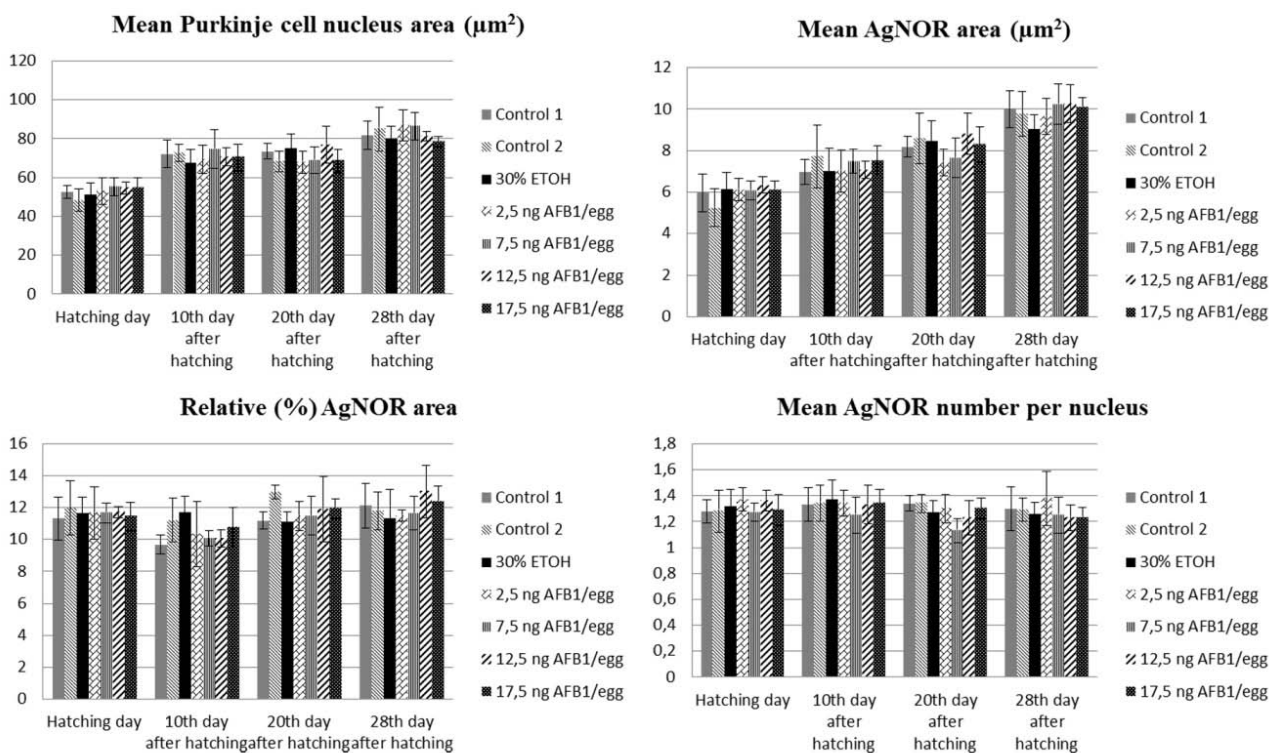 Mean Purkinje cell nucleus area (µm²)
120
100
80
60
40
20
0
Hatching day
10th day
after
hatching
20th day
after
hatching
28th day
after
hatching
Control 1
Control 2
30% ETOH
2,5 ng AFB1/egg
7,5 ng AFB1/egg
12,5 ng AFB1/egg
17,5 ng AFB1/egg
Mean AgNOR area (µm²)
12
10
8
6
4
2
0
Hatching day
10th day
after hatching
20th day
after hatching
28th day
after hatching
Control 1
Control 2
30% ETOH
2,5 ng AFB1/egg
7,5 ng AFB1/egg
12,5 ng AFB1/egg
17,5 ng AFB1/egg
Relative (%) AgNOR area
16
14
12
10
8
6
4
2
0
Hatching day
10th day
after hatching
20th day
after hatching
28th day
after hatching
Control 1
Control 2
30% ETOH
2,5 ng AFB1/egg
7,5 ng AFB1/egg
12,5 ng AFB1/egg
17,5 ng AFB1/egg
Mean AgNOR number per nucleus
1,8
1,6
1,4
1,2
1
0,8
0,6
0,4
0,2
0
Hatching day
10th day
after
hatching
20th day
after
hatching
28th day
after
hatching
Control 1
Control 2
30% ETOH
2,5 ng AFB1/egg
7,5 ng AFB1/egg
12,5 ng AFB1/egg
17,5 ng AFB1/egg